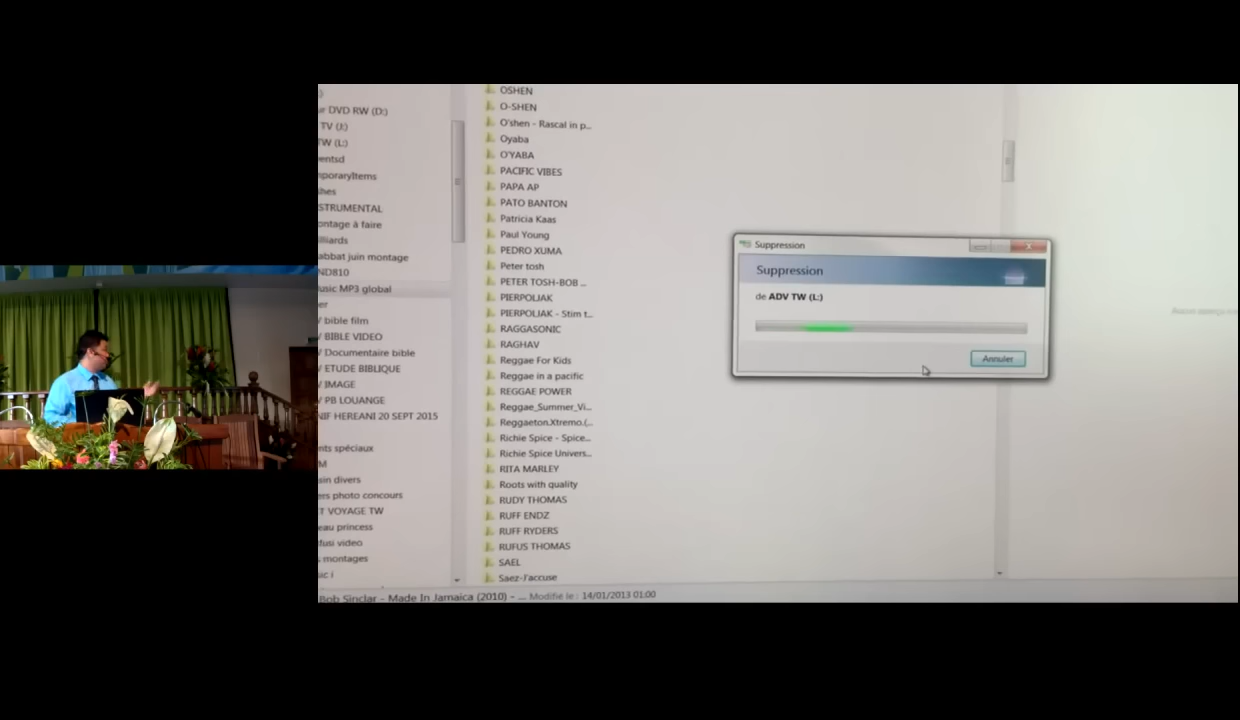 r DVD RW (D:)
TV (J:)
TW (L:)
entsd
nporaryItems
hes
STRUMENTAL
ontage à faire
illiards
abbat juin montage
ND810
usic MP3 global
er
/ bible film
/ BIBLE VIDEO
/ Documentaire bible
/ ETUDE BIBLIQUE
/ IMAGE
/ PB LOUANGE
NIF HEREANI 20 SEPT 2015
nts spéciaux
M
ain divers
ers photo concours
T VOYAGE TW
eau princess
fusi video
montages
sic i
OSHEN
O-SHEN
O'shen - Rascal in p...
Oyaba
O'YABA
PACIFIC VIBES
PAPA AP
PATO BANTON
Patricia Kaas
Paul Young
PEDRO XUMA
Peter tosh
PETER TOSH-BOB ...
PIERPOLJAK
PIERPOLJAK - Stim t...
RAGGASONIC
RAGHAV
Reggae For Kids
Reggae in a pacific
REGGAE POWER
Reggae_Summer_Vi...
Reggaeton.Xtremo.(...
Richie Spice - Spice...
Richie Spice Univers...
RITA MARLEY
Roots with quality
RUDY THOMAS
RUFF ENDZ
RUFF RYDERS
RUFUS THOMAS
SAEL
Saez-J'accuse
Suppression
Suppression
de ADV TW (L:)
Annuler
Bob Sinclar - Made In Jamaica (2010) - ... Modifié le : 14/01/2013 01:00